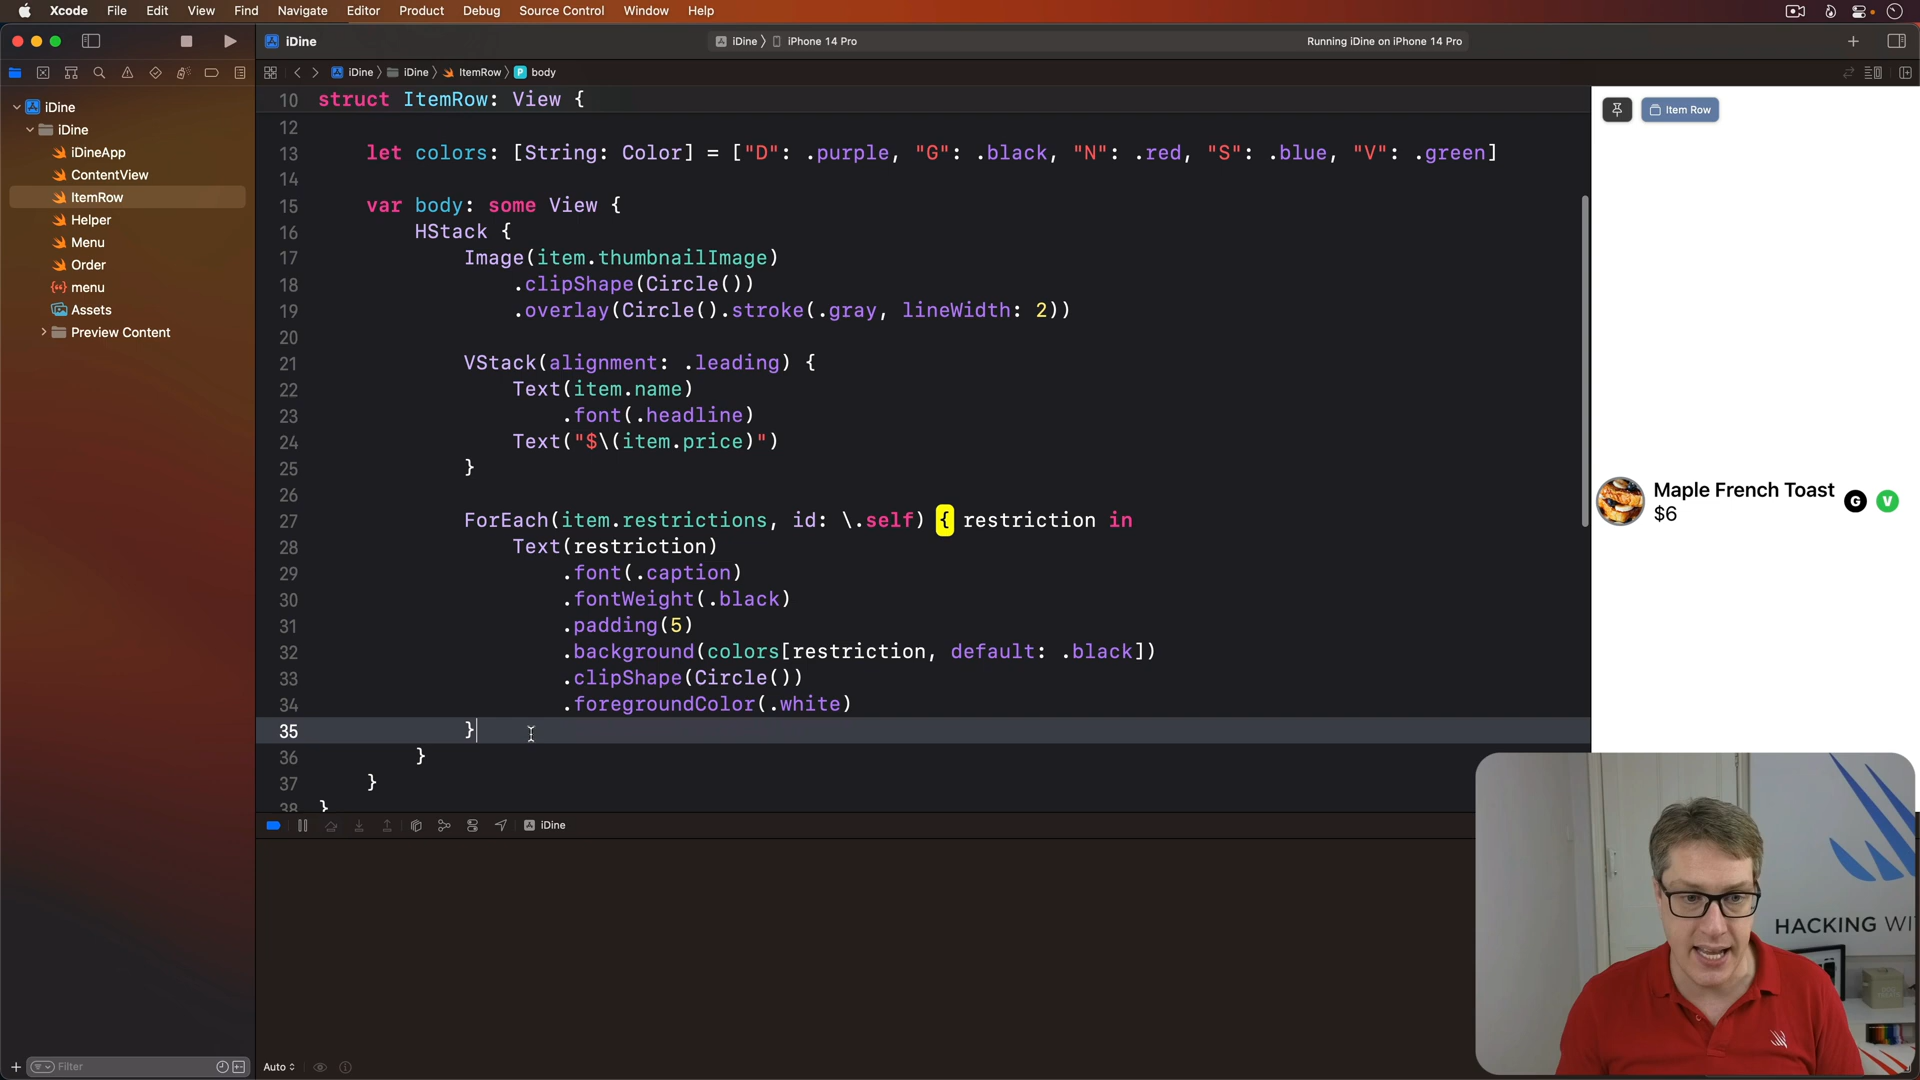 Xcode File Edit View Find Navigate Editor Product Debug Source Control Window Help
iDine
iDine iPhone 14 Pro
Running iDine on iPhone 14 Pro
iDine iDine ItemRow body
iDine
iDine
iDineApp
ContentView
ItemRow
Helper
Menu
Order
menu
Assets
Preview Content
Filter
10 struct ItemRow: View {
12
13 let colors: [String: Color] = ["D": .purple, "G": .black, "N": .red, "S": .blue, "V": .green]
14
15 var body: some View {
16 HStack {
17 Image(item.thumbnailImage)
18 .clipShape(Circle())
19 .overlay(Circle().stroke(.gray, lineWidth: 2))
20
21 VStack(alignment: .leading) {
22 Text(item.name)
23 .font(.headline)
24 Text("$\(item.price)")
25 }
26
27 ForEach(item.restrictions, id: \.self) { restriction in
28 Text(restriction)
29 .font(.caption)
30 .fontWeight(.black)
31 .padding(5)
32 .background(colors[restriction, default: .black])
33 .clipShape(Circle())
34 .foregroundColor(.white)
35 }
36 }
37 }
38 }
Item Row
Maple French Toast G V
$6
iDine
Auto
HACKING WI